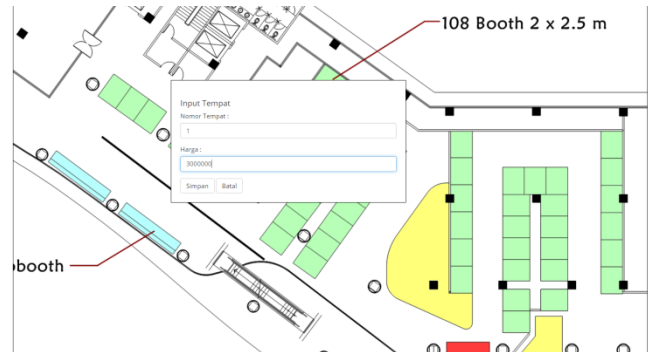 108 Booth 2 x 2.5 m
Input Tempat
Nomor Tempat :
1
Harga :
3000000
Simpan
Batal
booth